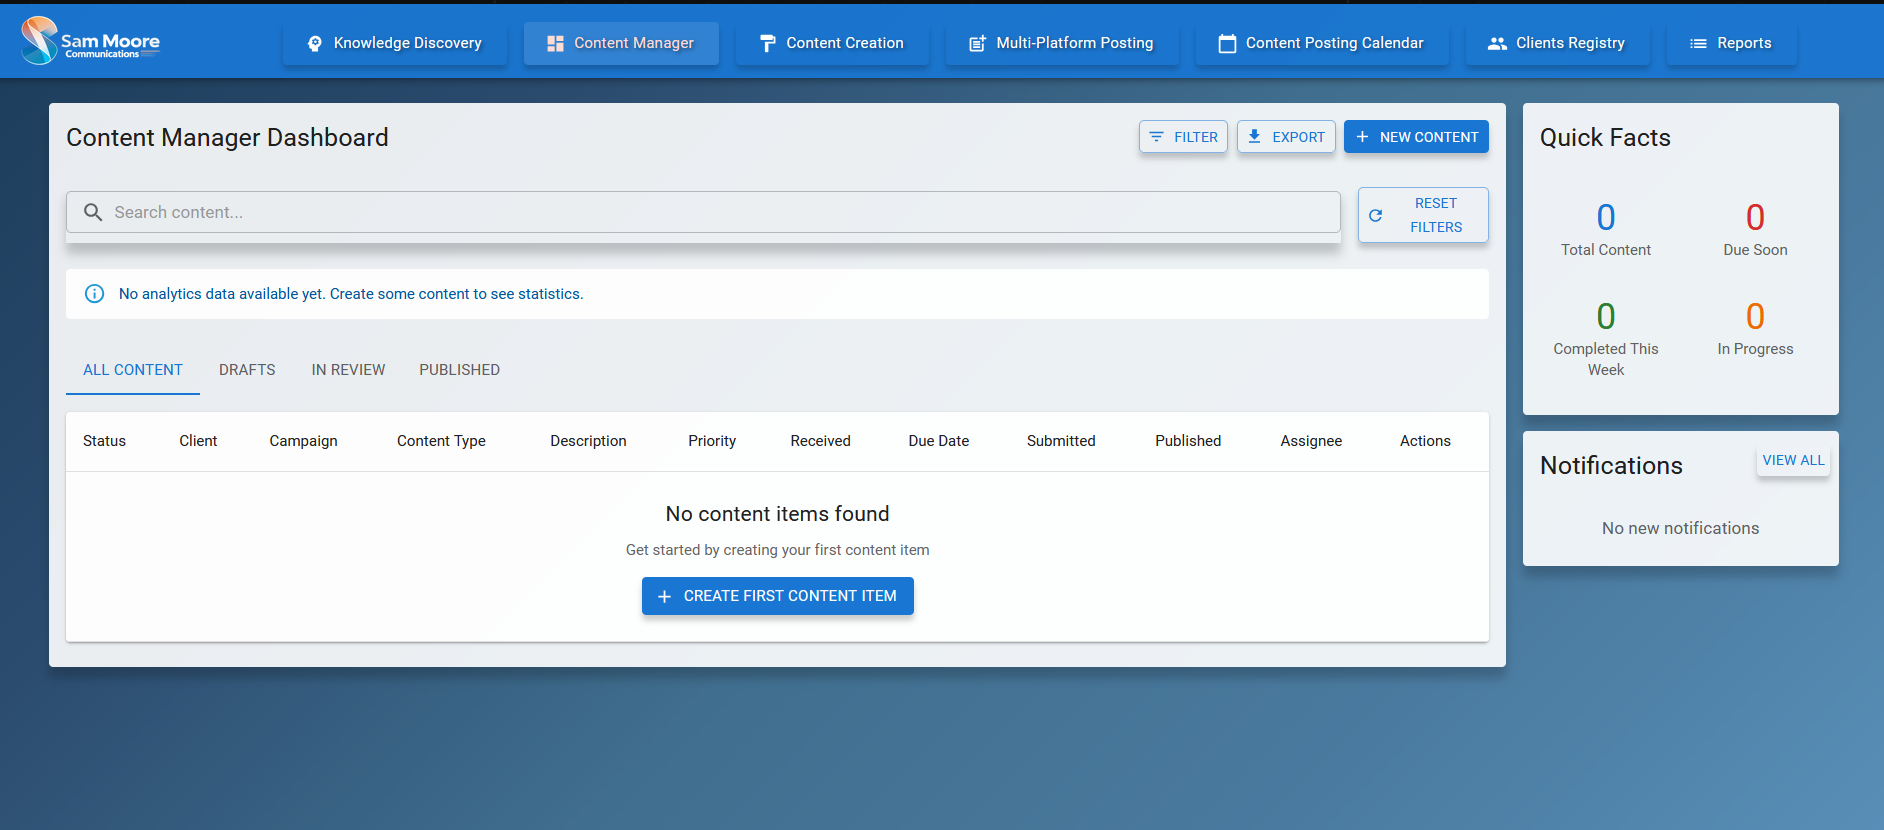 Sam Moore
Communications
Knowledge Discovery
Content Manager
Content Creation
Multi-Platform Posting
Content Posting Calendar
Clients Registry
Reports
Content Manager Dashboard
FILTER
EXPORT
NEW CONTENT
Search content...
RESET
FILTERS
No analytics data available yet. Create some content to see statistics.
ALL CONTENT
DRAFTS
IN REVIEW
PUBLISHED
Status
Client
Campaign
Content Type
Description
Priority
Received
Due Date
Submitted
Published
Assignee
Actions
No content items found
Get started by creating your first content item
CREATE FIRST CONTENT ITEM
Quick Facts
0
Total Content
0
Due Soon
0
Completed This
Week
0
In Progress
Notifications
VIEW ALL
No new notifications